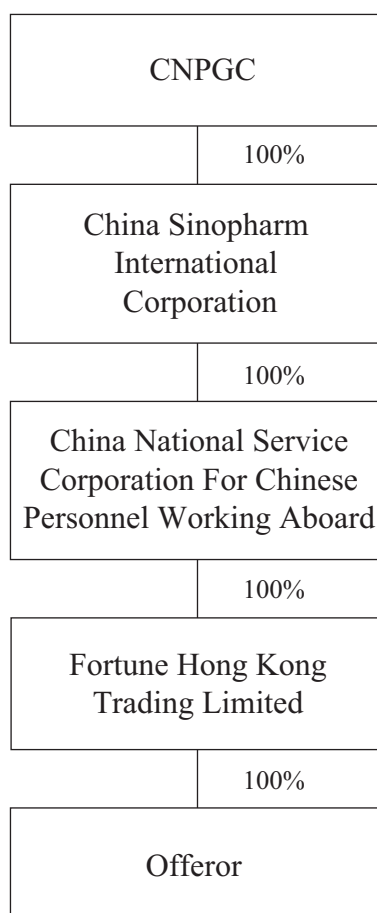 CNPGC
100%
China Sinopharm
International
Corporation
100%
China National Service
Corporation For Chinese
Personnel Working Aboard
100%
Fortune Hong Kong
Trading Limited
100%
Offeror